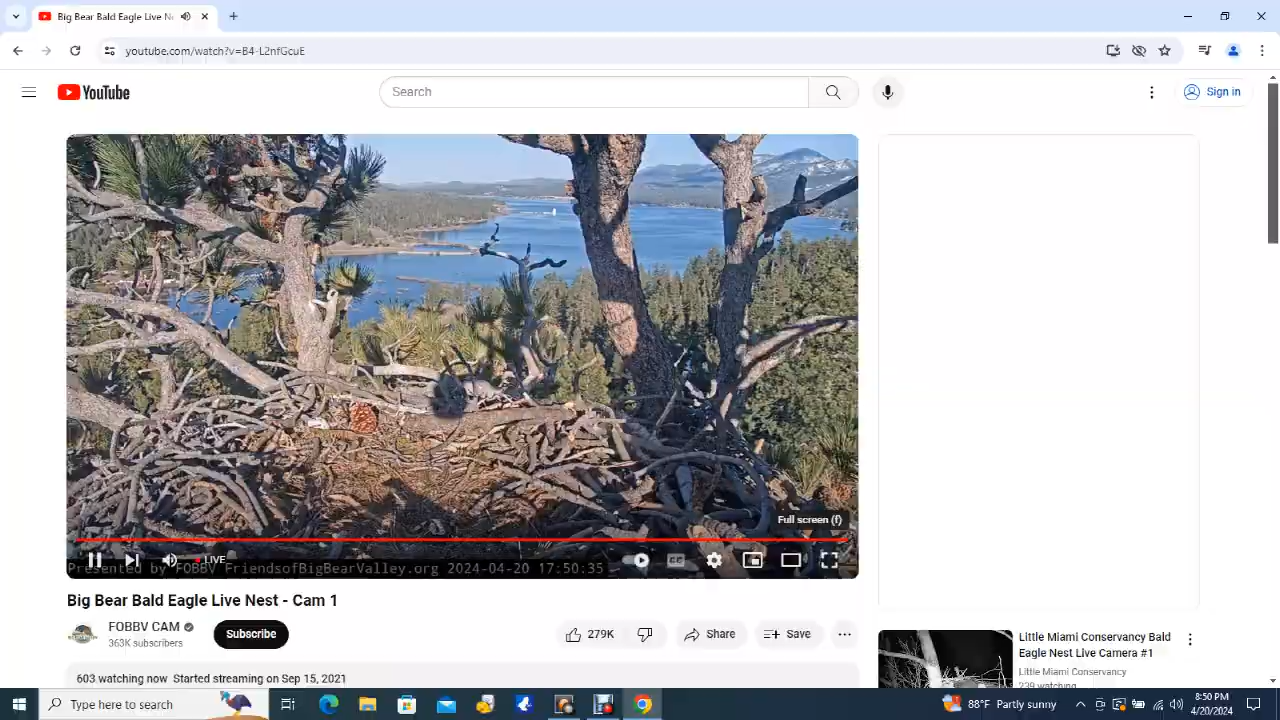 Big Bear Bald Eagle Live N
youtube.com/watch?v=B4-L2nfGcuE
YouTube
Search
Sign in
Full screen (f)
LIVE
Presented by FOBBV FriendsofBigBearValley.org 2024-04-20 17:50:35
Big Bear Bald Eagle Live Nest - Cam 1
FOBBV CAM
363K subscribers
Subscribe
279K
Share
Save
603 watching now Started streaming on Sep 15, 2021
Little Miami Conservancy Bald
Eagle Nest Live Camera #1
Little Miami Conservancy
239 watching
Type here to search
88°F Partly sunny
8:50 PM
4/20/2024